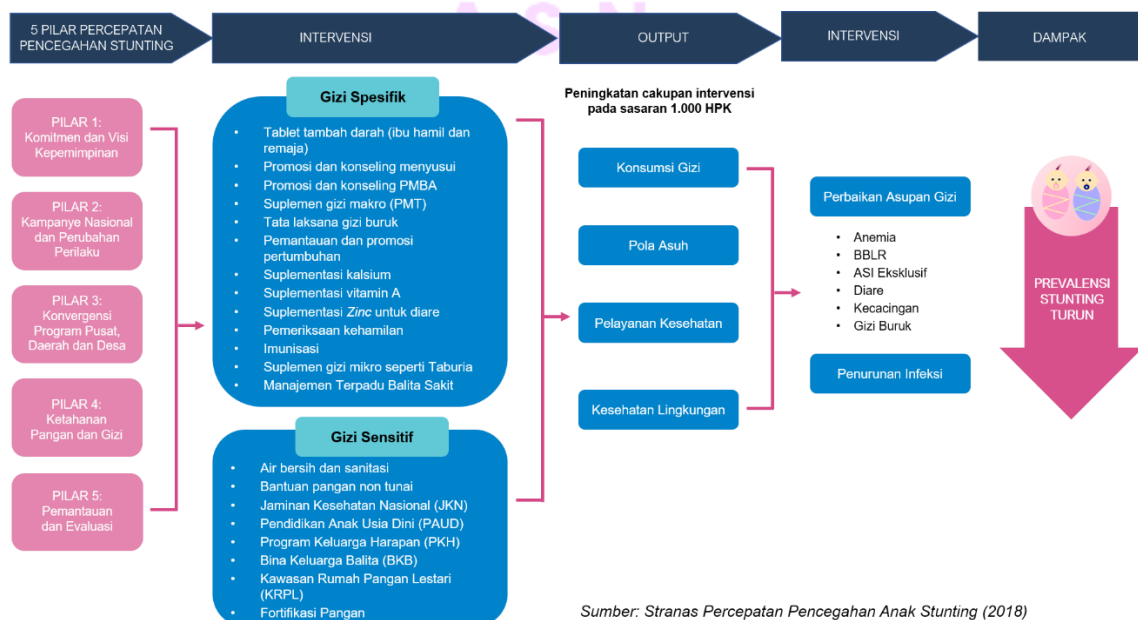 A S N
5 PILAR PERCEPATAN
PENCEGAHAN STUNTING
INTERVENSI
OUTPUT
INTERVENSI
DAMPAK
PILAR 1:
Komitmen dan Visi
Kepemimpinan
PILAR 2:
Kampanye Nasional
dan Perubahan
Perilaku
PILAR 3:
Konvergensi
Program Pusat,
Daerah dan Desa
PILAR 4:
Ketahanan
Pangan dan Gizi
PILAR 5:
Pemantauan
dan Evaluasi
Gizi Spesifik
• Tablet tambah darah (ibu hamil dan
remaja)
• Promosi dan konseling menyusui
• Promosi dan konseling PMBA
• Suplemen gizi makro (PMT)
• Tata laksana gizi buruk
• Pemantauan dan promosi
pertumbuhan
• Suplementasi kalsium
• Suplementasi vitamin A
• Suplementasi Zinc untuk diare
• Pemeriksaan kehamilan
• Imunisasi
• Suplemen gizi mikro seperti Taburia
• Manajemen Terpadu Balita Sakit
Gizi Sensitif
• Air bersih dan sanitasi
• Bantuan pangan non tunai
• Jaminan Kesehatan Nasional (JKN)
• Pendidikan Anak Usia Dini (PAUD)
• Program Keluarga Harapan (PKH)
• Bina Keluarga Balita (BKB)
• Kawasan Rumah Pangan Lestari
(KRPL)
• Fortifikasi Pangan
Peningkatan cakupan intervensi
pada sasaran 1.000 HPK
Konsumsi Gizi
Pola Asuh
Pelayanan Kesehatan
Kesehatan Lingkungan
Perbaikan Asupan Gizi
• Anemia
• BBLR
• ASI Eksklusif
• Diare
• Kecacingan
• Gizi Buruk
Penurunan Infeksi
PREVALENSI
STUNTING
TURUN
Sumber: Stranas Percepatan Pencegahan Anak Stunting (2018)